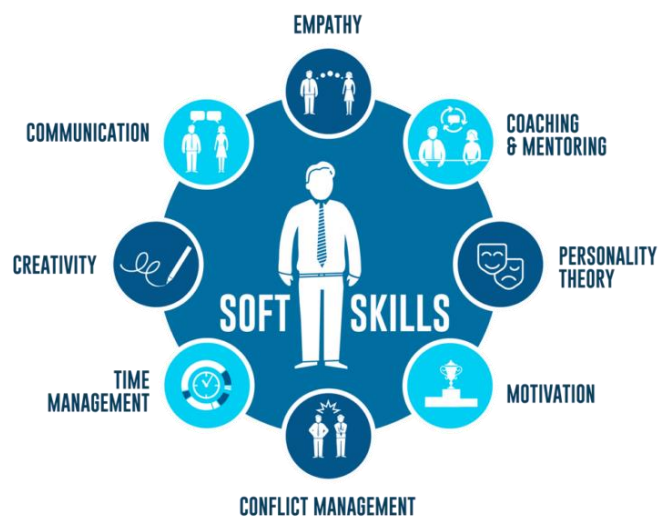 EMPATHY
COACHING
& MENTORING
PERSONALITY
THEORY
MOTIVATION
CONFLICT MANAGEMENT
TIME
MANAGEMENT
CREATIVITY
COMMUNICATION
SOFT SKILLS